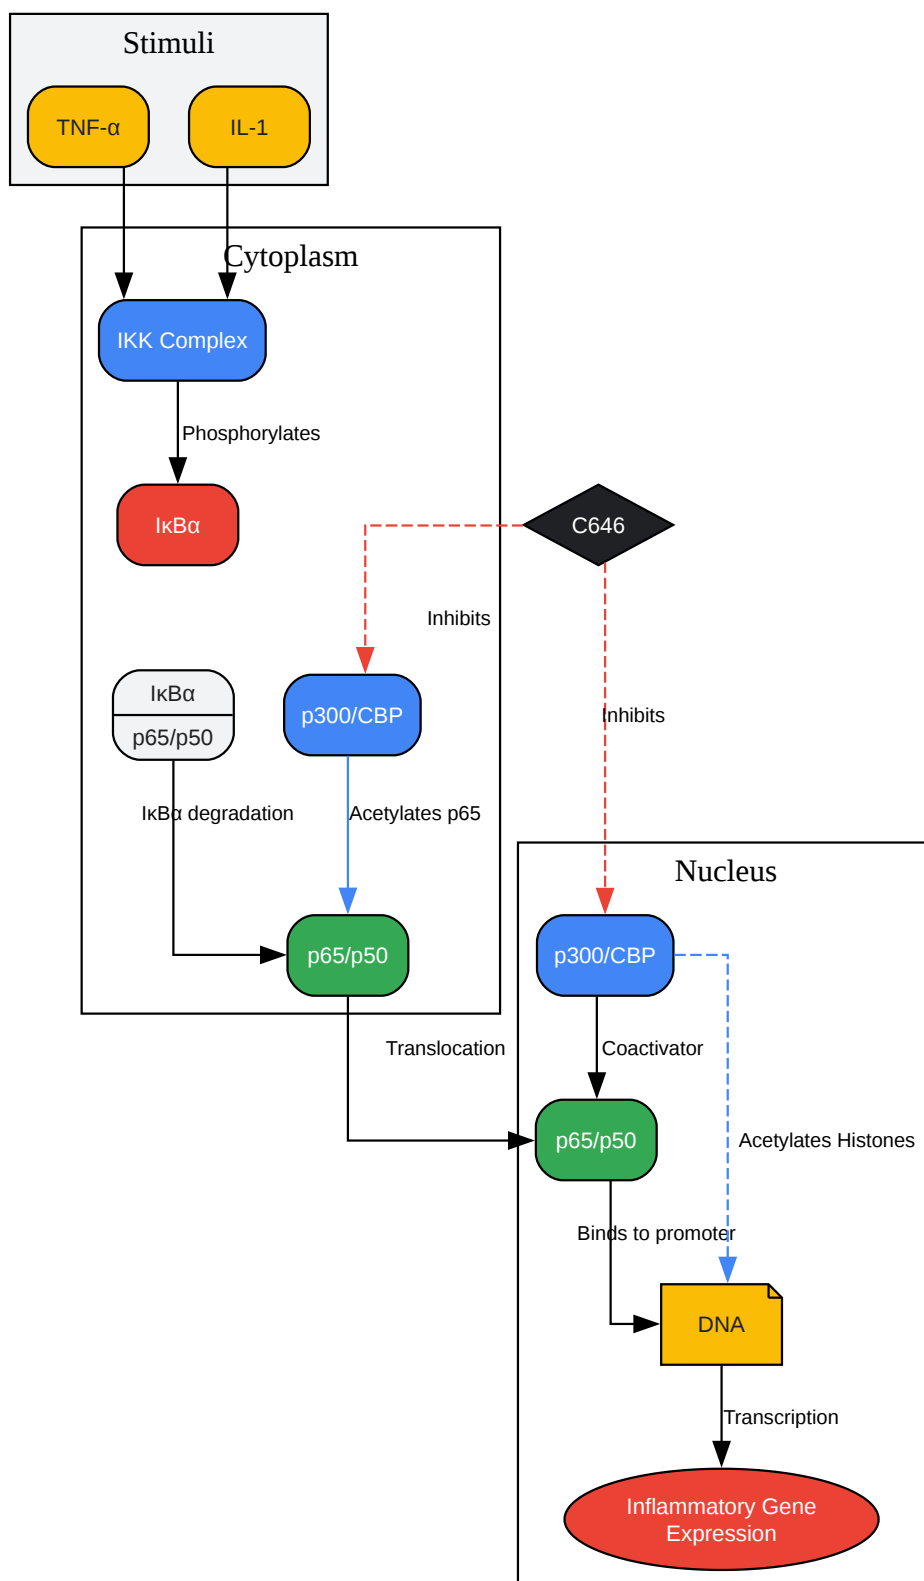 Stimuli
TNF-α
IL-1
Cytoplasm
IKK Complex
Phosphorylates
IκBα
C646
Inhibits
IκBα
p65/p50
p300/CBP
Inhibits
IκBα degradation
Acetylates p65
Nucleus
p65/p50
p300/CBP
Translocation
Coactivator
p65/p50
Acetylates Histones
Binds to promoter
DNA
Transcription
Inflammatory Gene
Expression